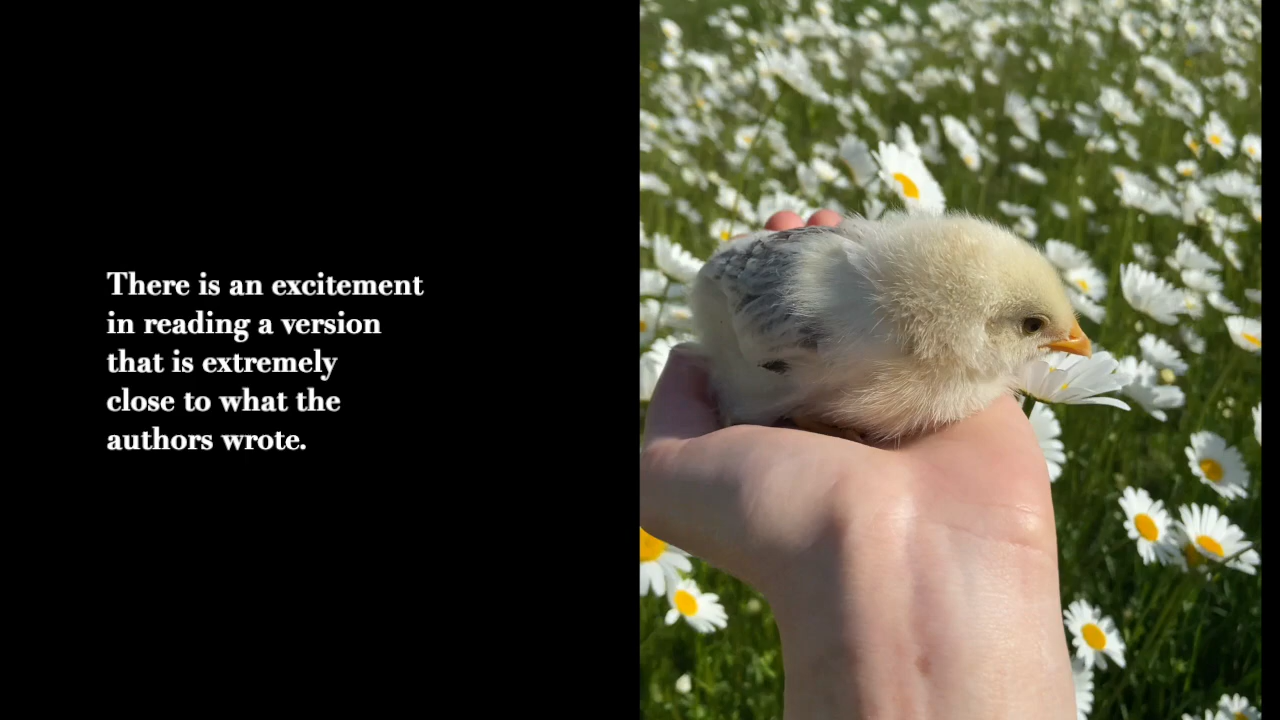 There is an excitement
in reading a version
that is extremely
close to what the
authors wrote.